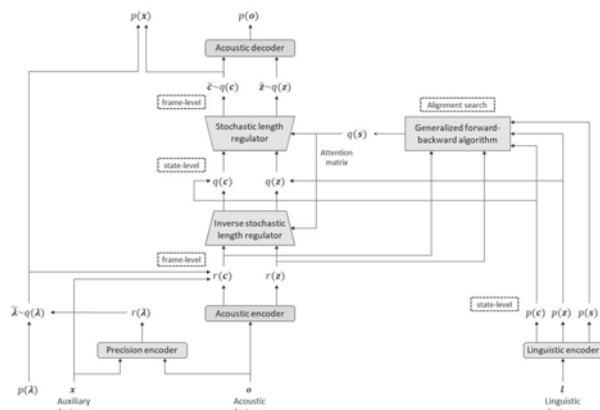 p(x)
p(o)
Acoustic decoder
c̃~q(c)
z̃~q(z)
frame-level
Alignment search
Stochastic length
regulator
q(s)
Generalized forward-
backward algorithm
Attention
matrix
state-level
q(c)
q(z)
Inverse stochastic
length regulator
frame-level
r(c)
r(z)
λ̃~q(λ)
r(λ)
Acoustic encoder
state-level
p(c)
p(z)
p(s)
Precision encoder
Linguistic encoder
p(λ)
x
o
l
Auxiliary
Acoustic
Linguistic